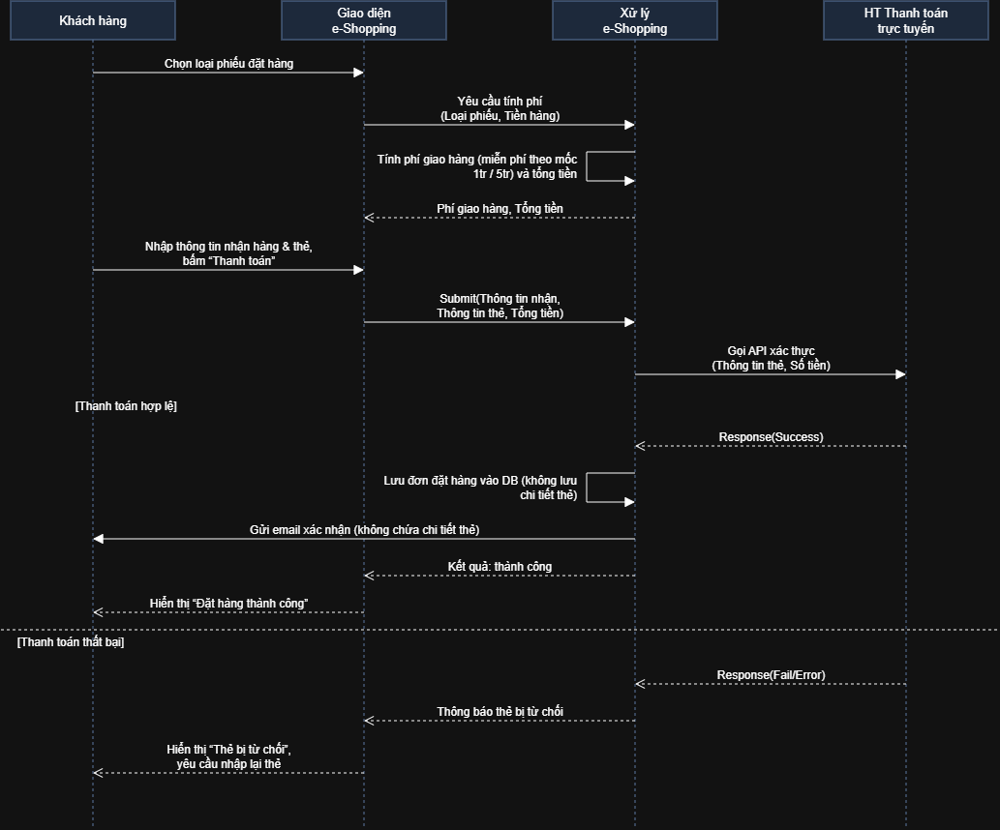 Khách hàng
Giao diện
e-Shopping
Xử lý
e-Shopping
HT Thanh toán
trực tuyến
Chọn loại phiếu đặt hàng
Yêu cầu tính phí
(Loại phiếu, Tiền hàng)
Tính phí giao hàng (miễn phí theo mốc
1tr / 5tr) và tổng tiền
Phí giao hàng, Tổng tiền
Nhập thông tin nhận hàng & thẻ,
bấm “Thanh toán”
Submit(Thông tin nhận,
Thông tin thẻ, Tổng tiền)
Gọi API xác thực
(Thông tin thẻ, Số tiền)
[Thanh toán hợp lệ]
Response(Success)
Lưu đơn đặt hàng vào DB (không lưu
chi tiết thẻ)
Gửi email xác nhận (không chứa chi tiết thẻ)
Kết quả: thành công
Hiển thị “Đặt hàng thành công”
[Thanh toán thất bại]
Response(Fail/Error)
Thông báo thẻ bị từ chối
Hiển thị “Thẻ bị từ chối”,
yêu cầu nhập lại thẻ